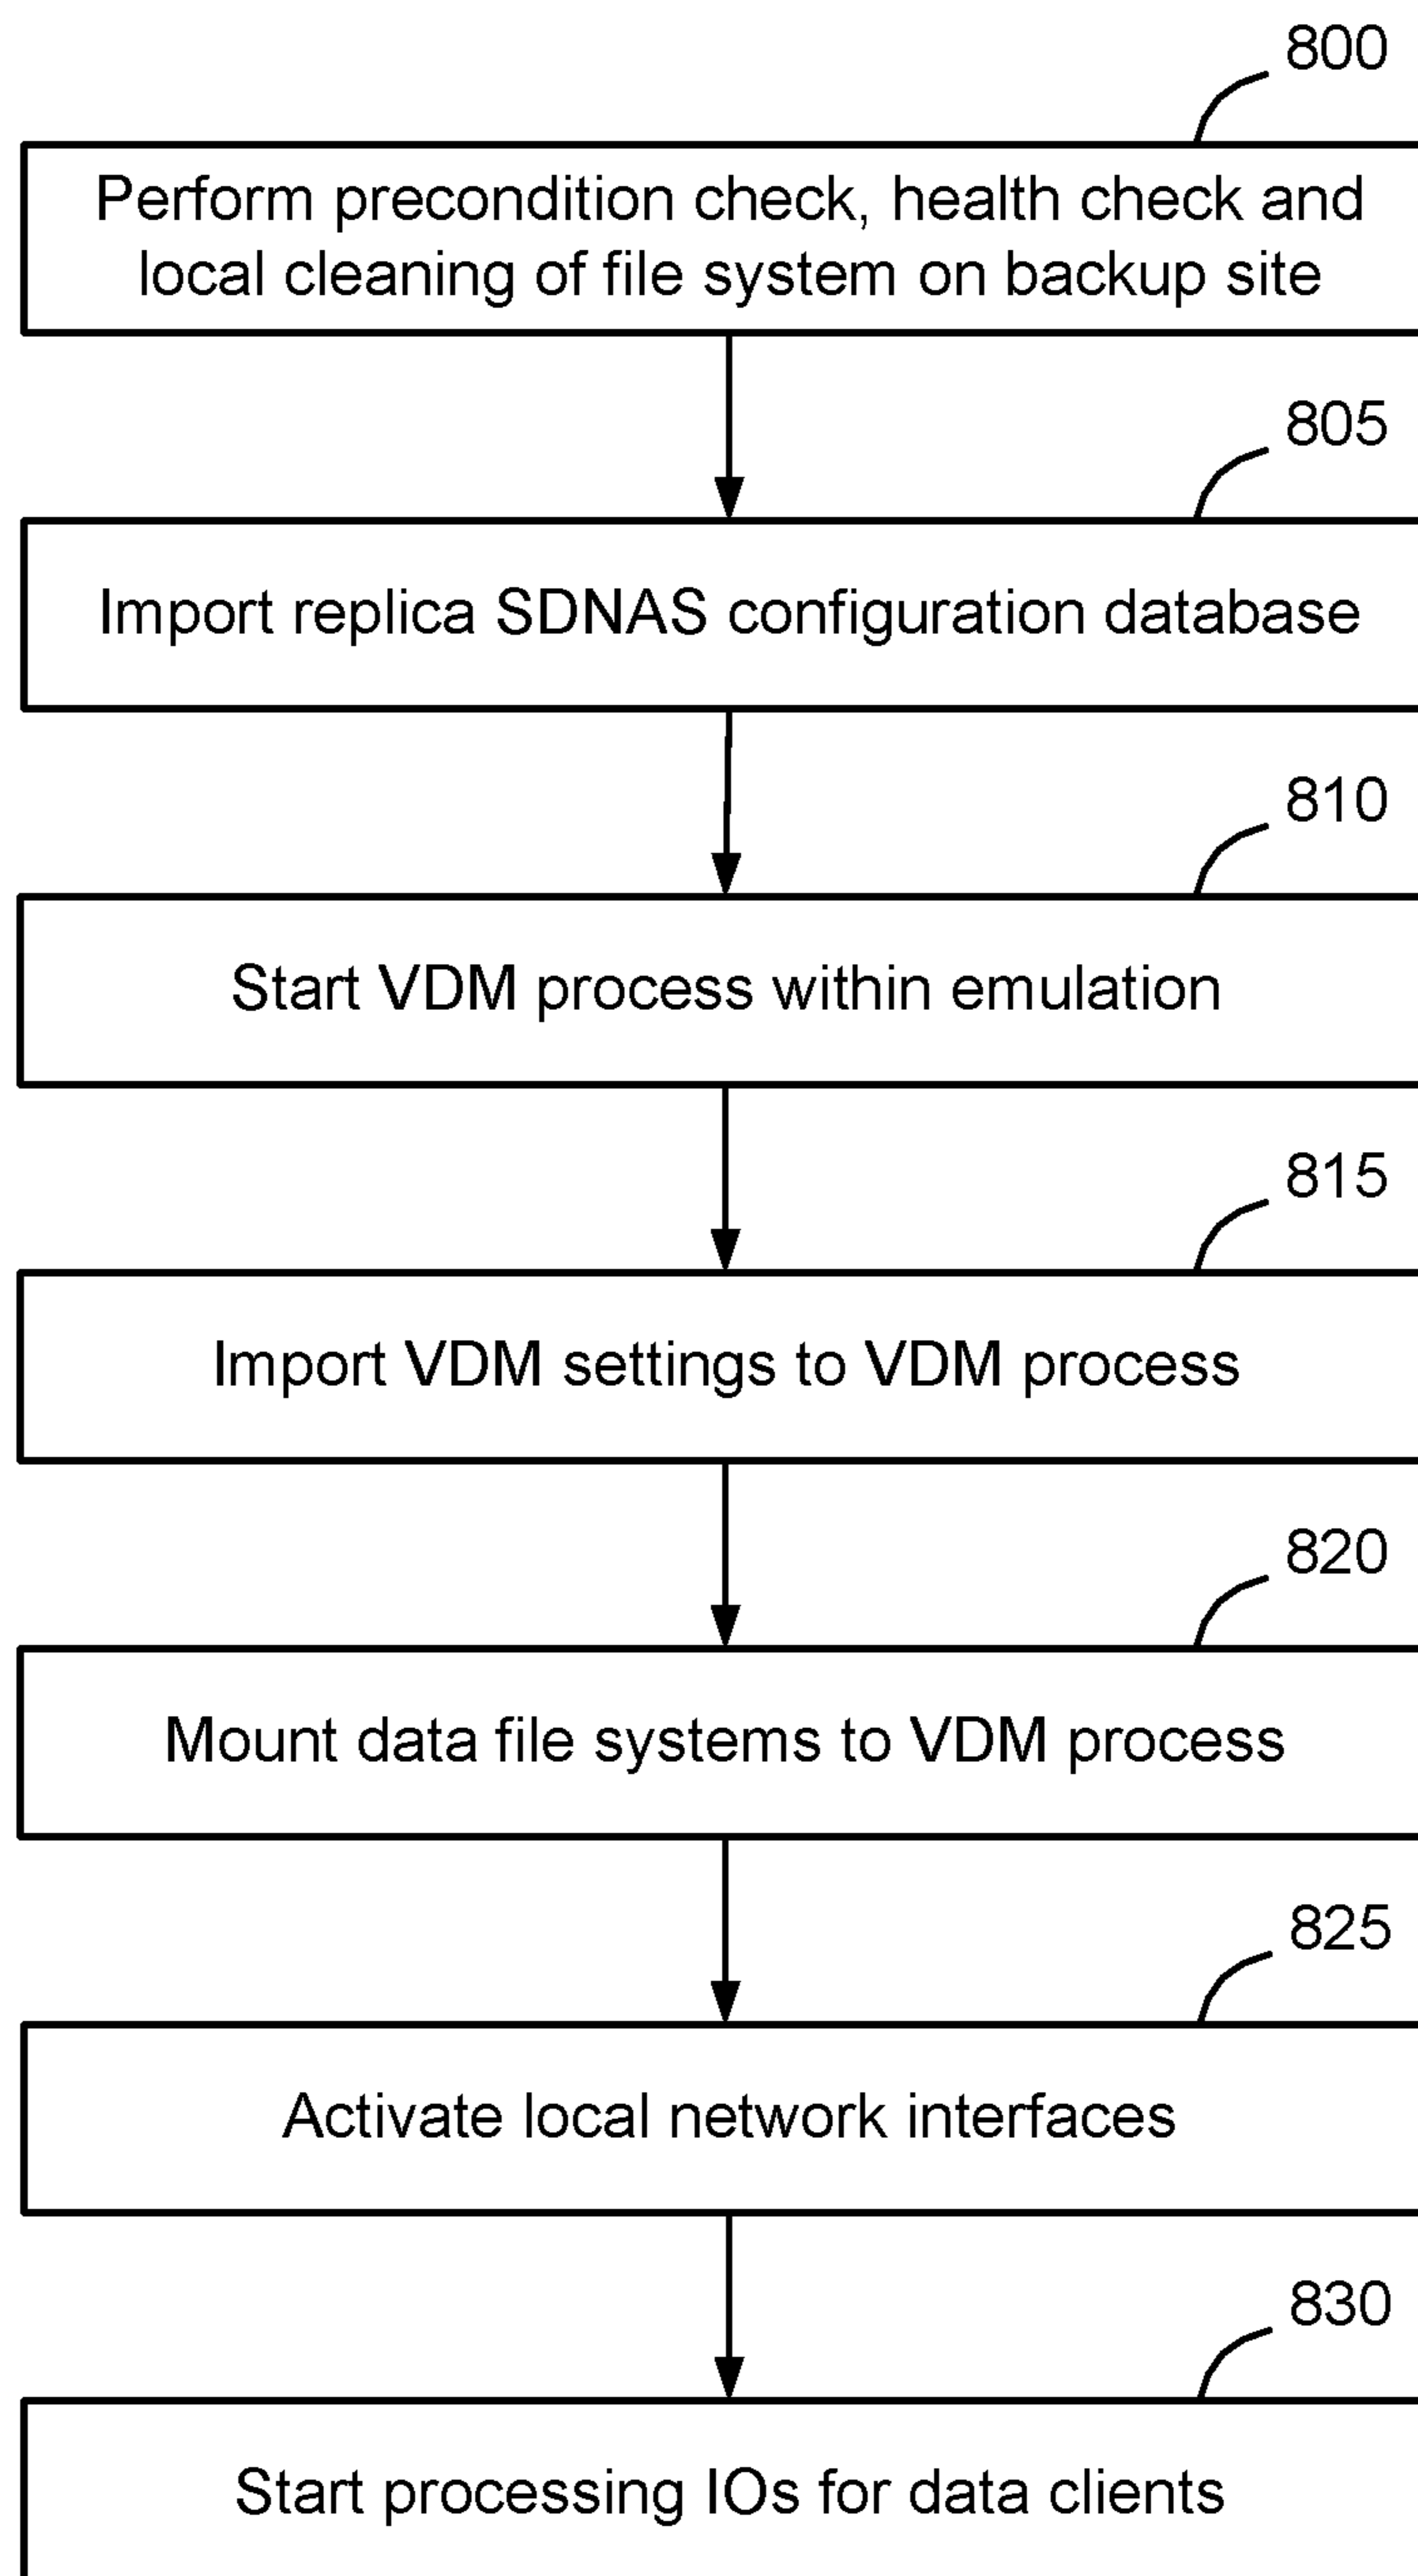 800
Perform precondition check, health check and
local cleaning of file system on backup site
805
Import replica SDNAS configuration database
810
Start VDM process within emulation
815
Import VDM settings to VDM process
820
Mount data file systems to VDM process
825
Activate local network interfaces
830
Start processing IOs for data clients